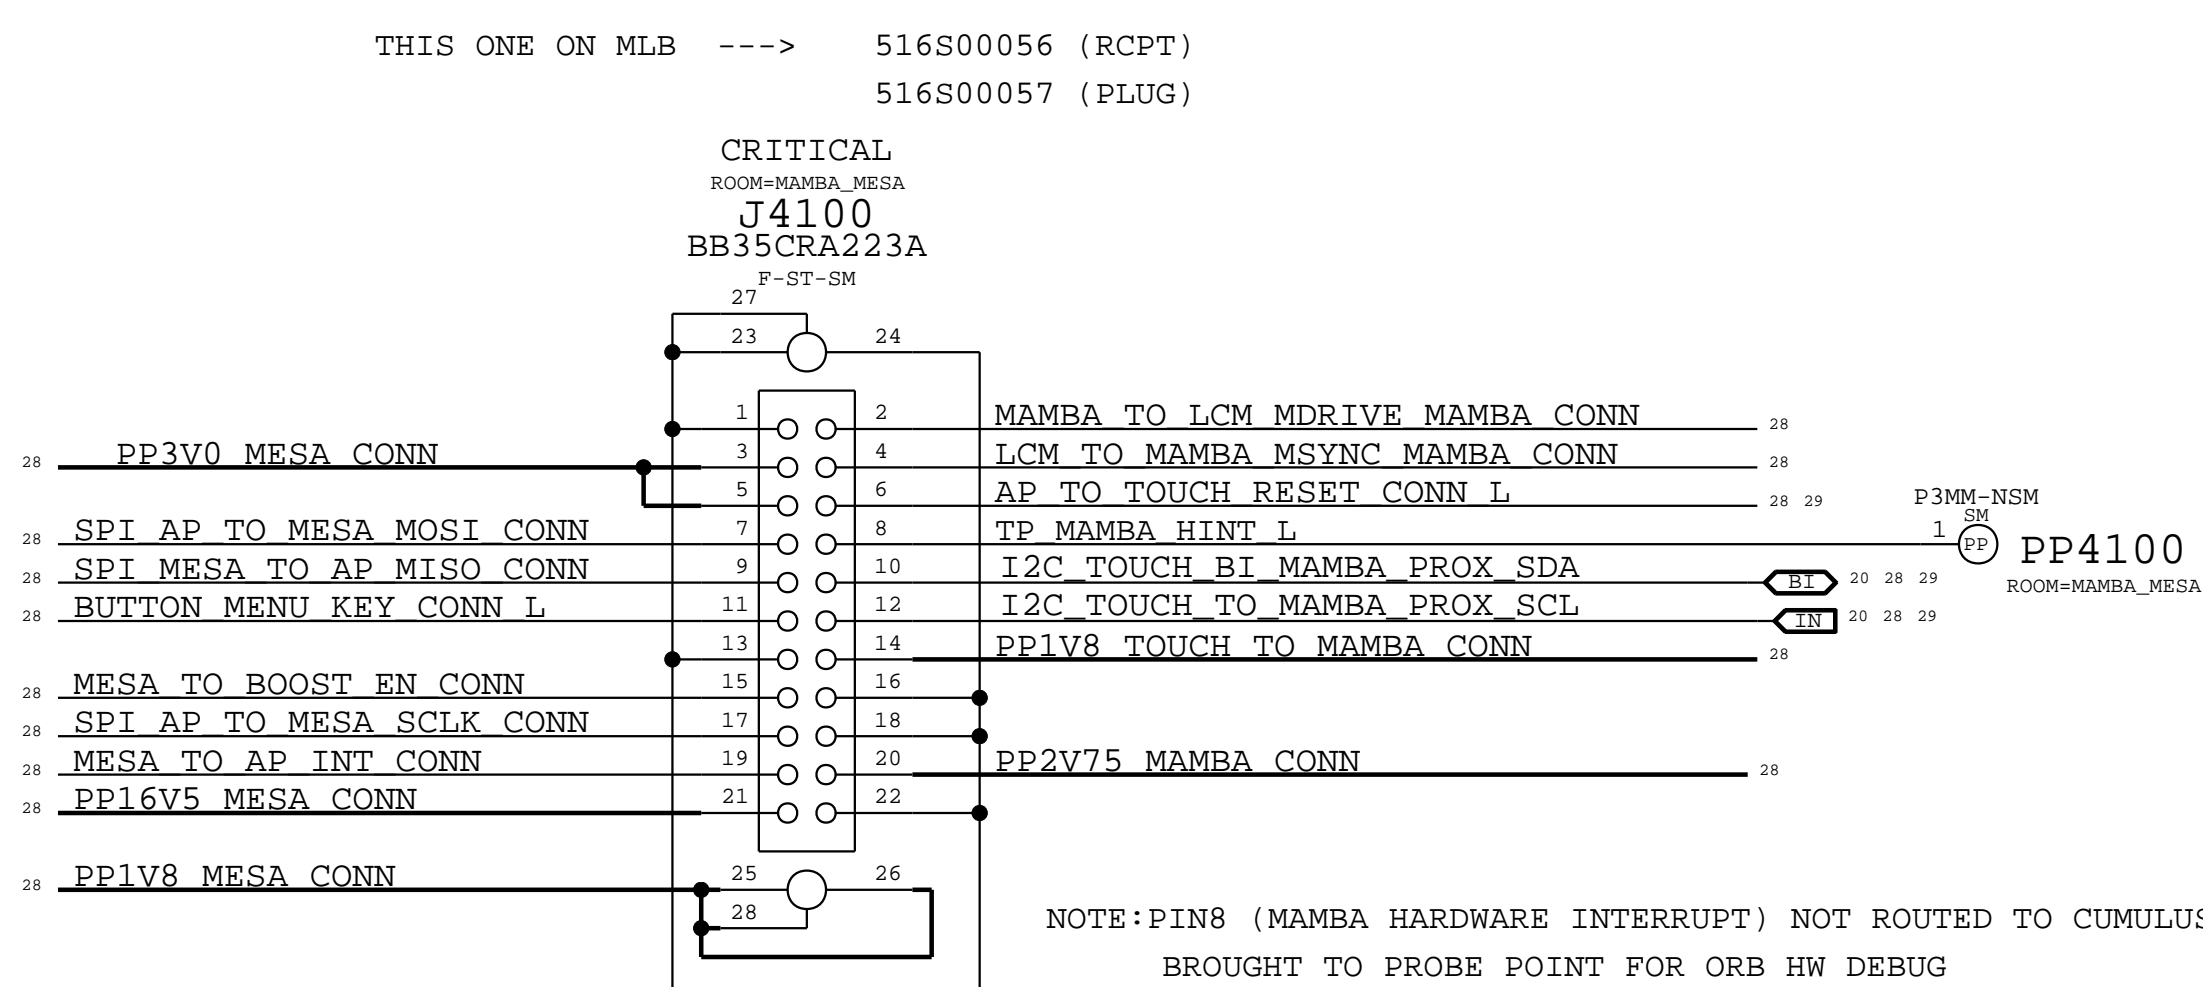 THIS ONE ON MLB ---> 516S00056 (RCPT)
516S00057 (PLUG)
CRITICAL
ROOM=MAMBA_MESA
J4100
BB35CRA223A
F-ST-SM
27
23 24
1 2 MAMBA_TO_LCM_MDRIVE_MAMBA_CONN 28
28 PP3V0_MESA_CONN 3 4 LCM_TO_MAMBA_MSYNC_MAMBA_CONN 28
5 6 AP_TO_TOUCH_RESET_CONN_L 28 29
P3MM-NSM
SM
28 SPI_AP_TO_MESA_MOSI_CONN 7 8 TP_MAMBA_HINT_L 1 PP PP4100
ROOM=MAMBA_MESA
28 SPI_MESA_TO_AP_MISO_CONN 9 10 I2C_TOUCH_BI_MAMBA_PROX_SDA BI 20 28 29
28 BUTTON_MENU_KEY_CONN_L 11 12 I2C_TOUCH_TO_MAMBA_PROX_SCL IN 20 28 29
13 14 PP1V8_TOUCH_TO_MAMBA_CONN 28
28 MESA_TO_BOOST_EN_CONN 15 16
28 SPI_AP_TO_MESA_SCLK_CONN 17 18
28 MESA_TO_AP_INT_CONN 19 20 PP2V75_MAMBA_CONN 28
28 PP16V5_MESA_CONN 21 22
28 PP1V8_MESA_CONN 25 26
28
NOTE:PIN8 (MAMBA HARDWARE INTERRUPT) NOT ROUTED TO CUMULUS
BROUGHT TO PROBE POINT FOR ORB HW DEBUG